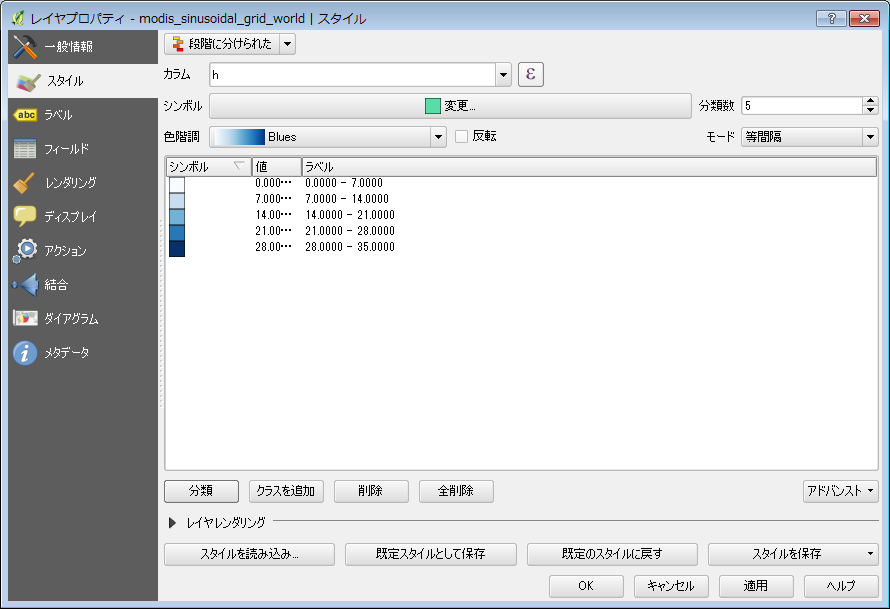 レイヤプロパティ - modis_sinusoidal_grid_world | スタイル
一般情報
スタイル
abc ラベル
フィールド
レンダリング
ディスプレイ
アクション
結合
ダイアグラム
メタデータ
段階に分けられた
カラム h ε
シンボル 変更... 分類数 5
色階調 Blues 反転 モード 等間隔
シンボル 値 ラベル
0.000… 0.0000 - 7.0000
7.000… 7.0000 - 14.0000
14.00… 14.0000 - 21.0000
21.00… 21.0000 - 28.0000
28.00… 28.0000 - 35.0000
分類 クラスを追加 削除 全削除 アドバンスト
レイヤレンダリング
スタイルを読み込み... 既定スタイルとして保存 既定のスタイルに戻す スタイルを保存
OK キャンセル 適用 ヘルプ